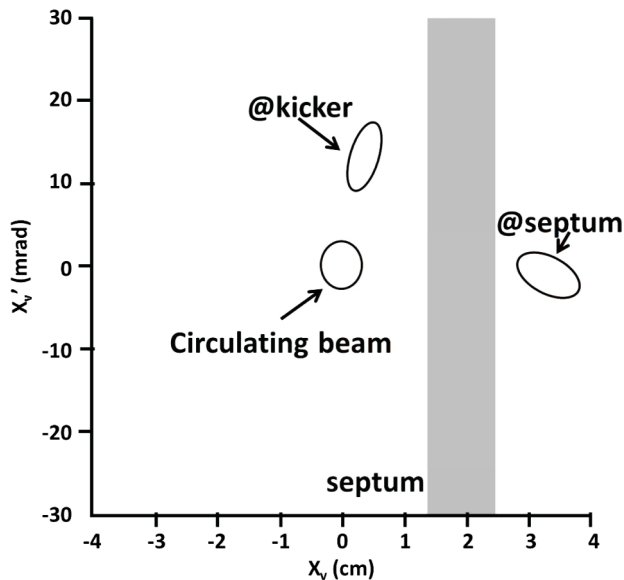 30
20
10
0
-10
-20
-30
X_v' (mrad)
@kicker
@septum
Circulating beam
septum
-4 -3 -2 -1 0 1 2 3 4
X_v (cm)